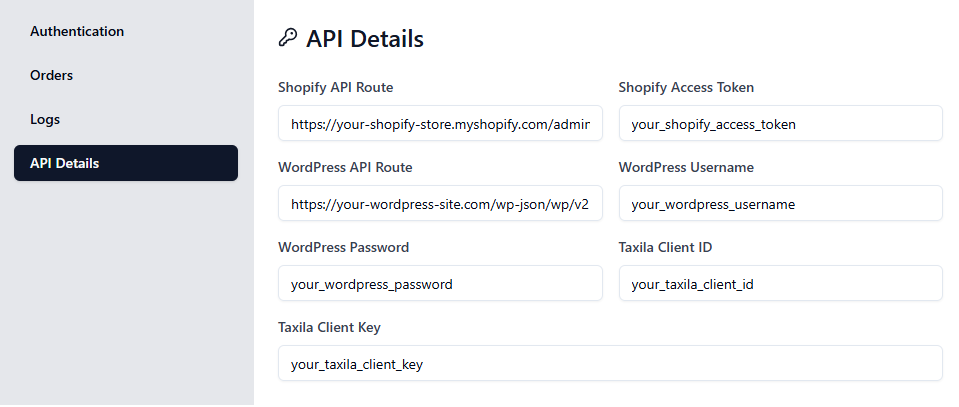 Authentication
Orders
Logs
API Details
API Details
Shopify API Route
Shopify Access Token
https://your-shopify-store.myshopify.com/admin
your_shopify_access_token
WordPress API Route
WordPress Username
https://your-wordpress-site.com/wp-json/wp/v2
your_wordpress_username
WordPress Password
Taxila Client ID
your_wordpress_password
your_taxila_client_id
Taxila Client Key
your_taxila_client_key